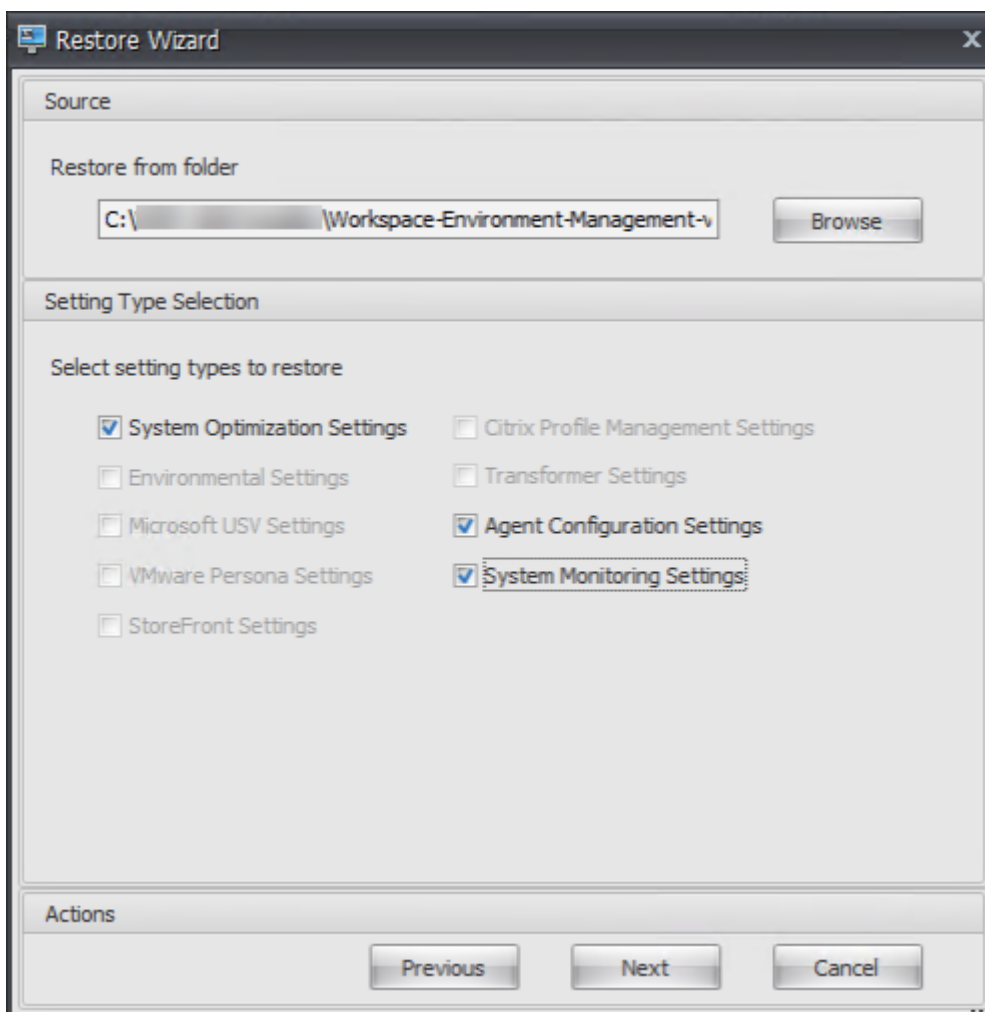 Restore Wizard
Source
Restore from folder
C:\ \Workspace-Environment-Management-v
Browse
Setting Type Selection
Select setting types to restore
System Optimization Settings
Citrix Profile Management Settings
Environmental Settings
Transformer Settings
Microsoft USV Settings
Agent Configuration Settings
VMware Persona Settings
System Monitoring Settings
StoreFront Settings
Actions
Previous
Next
Cancel